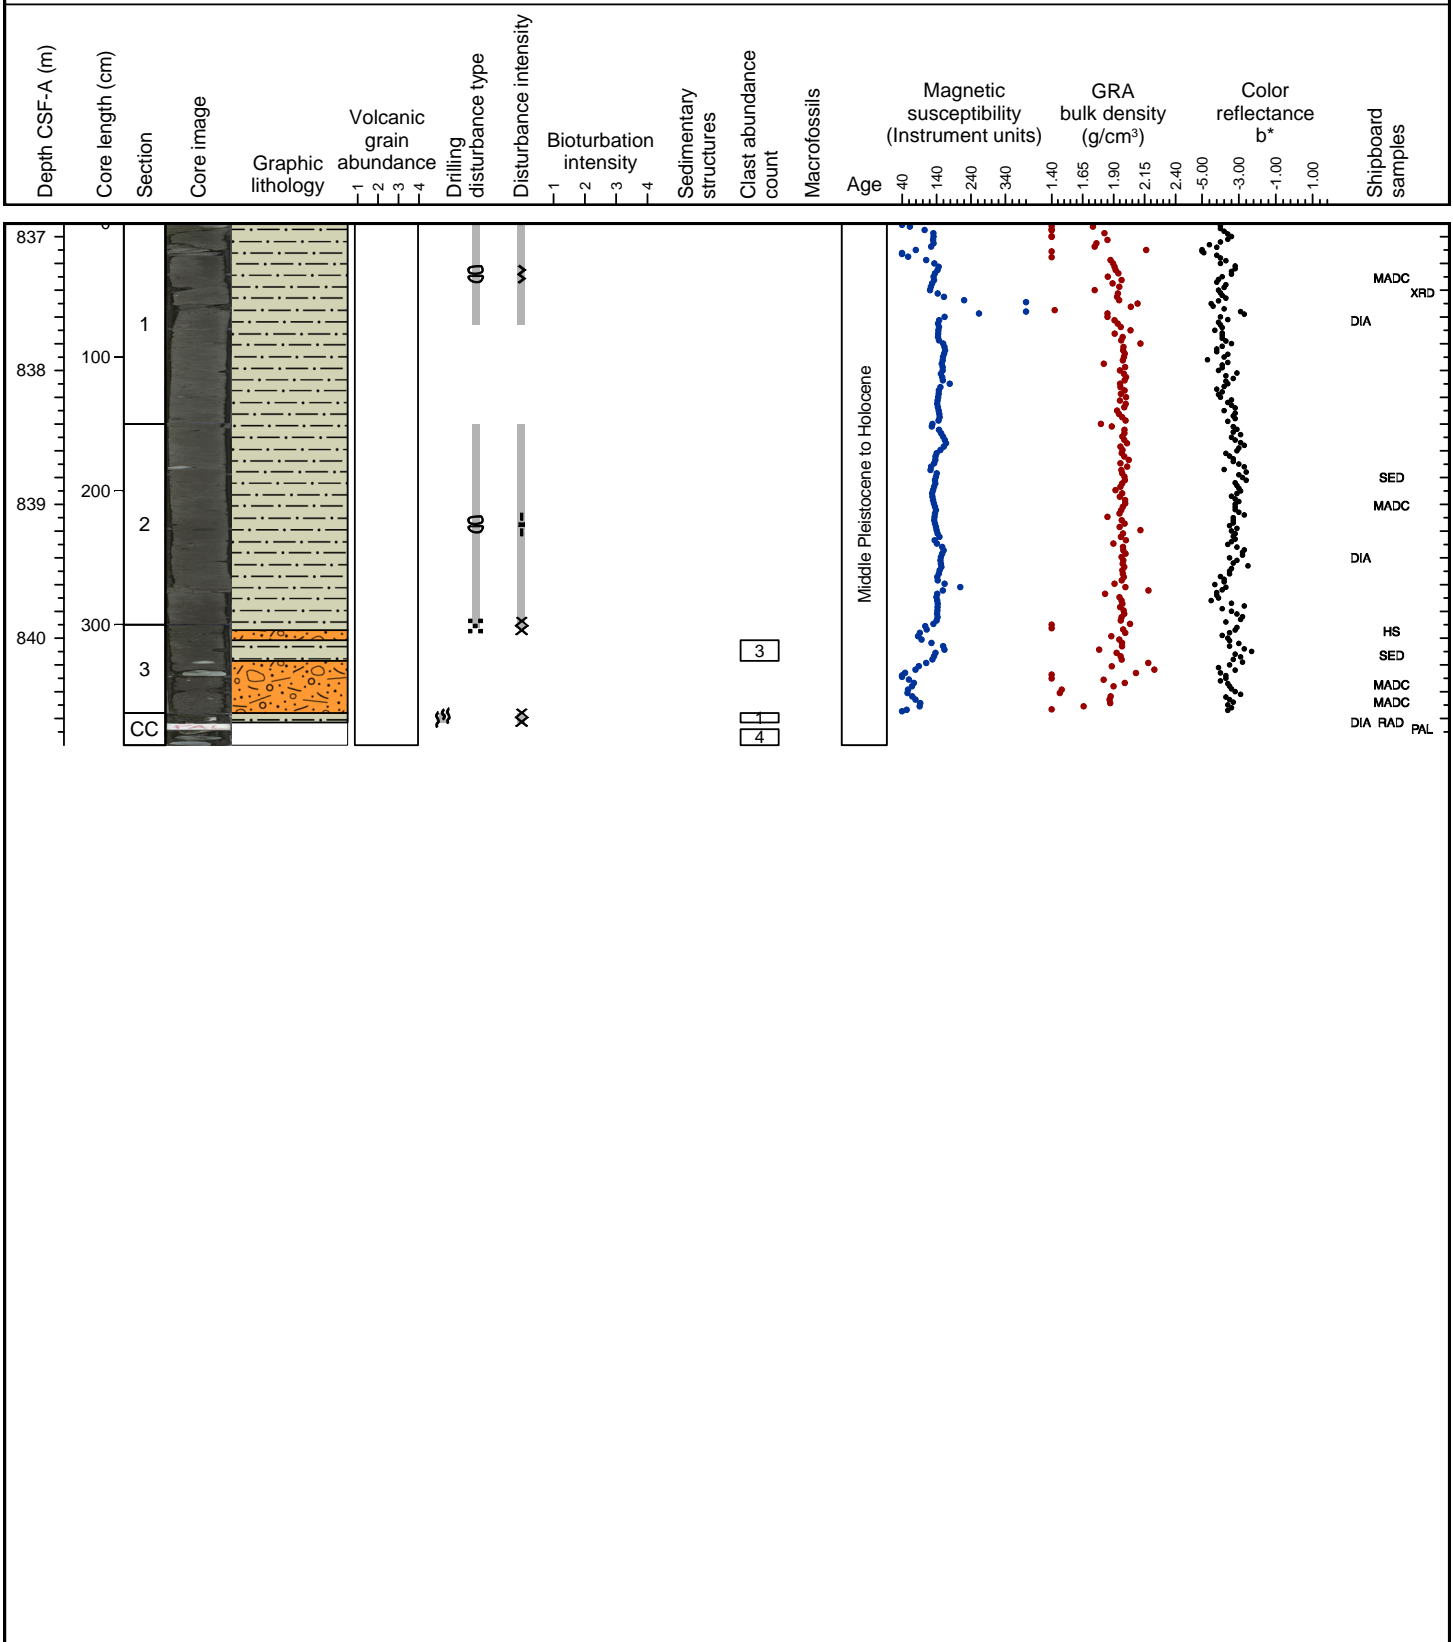 Depth CSF-A (m)
Core length (cm)
Section
Core image
Graphic
lithology
Volcanic
grain
abundance
1 2 3 4
Drilling
disturbance type
Disturbance intensity
Bioturbation
intensity
1 2 3 4
Sedimentary
structures
Clast abundance
count
Macrofossils
Age
Magnetic
susceptibility
(Instrument units)
40 140 240 340
GRA
bulk density
(g/cm³)
1.40 1.65 1.90 2.15 2.40
Color
reflectance
b*
-5.00 -3.00 -1.00 1.00
Shipboard
samples
837
838
839
840
0
100
200
300
1
2
3
CC
3
1
4
Middle Pleistocene to Holocene
MADC
XRD
DIA
SED
MADC
DIA
HS
SED
MADC
MADC
DIA RAD PAL